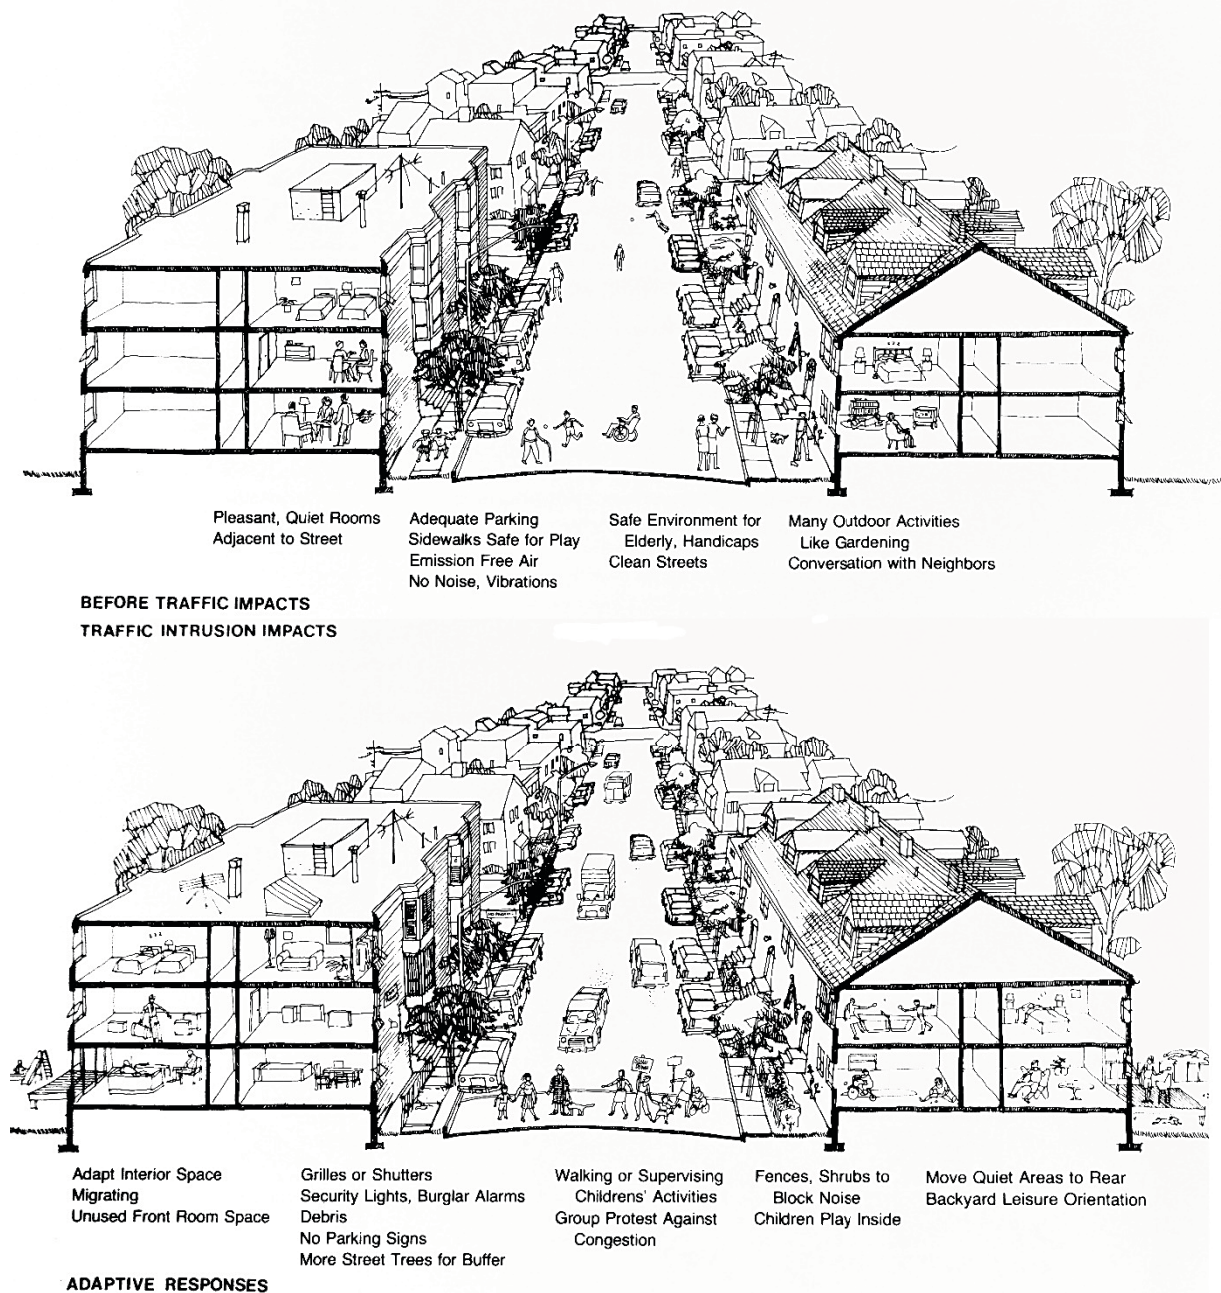 Pleasant, Quiet Rooms
Adjacent to Street
Adequate Parking
Sidewalks Safe for Play
Emission Free Air
No Noise, Vibrations
Safe Environment for
Elderly, Handicaps
Clean Streets
Many Outdoor Activities
Like Gardening
Conversation with Neighbors
BEFORE TRAFFIC IMPACTS
TRAFFIC INTRUSION IMPACTS
Adapt Interior Space
Migrating
Unused Front Room Space
Grilles or Shutters
Security Lights, Burglar Alarms
Debris
No Parking Signs
More Street Trees for Buffer
Walking or Supervising
Childrens' Activities
Group Protest Against
Congestion
Fences, Shrubs to
Block Noise
Children Play Inside
Move Quiet Areas to Rear
Backyard Leisure Orientation
ADAPTIVE RESPONSES